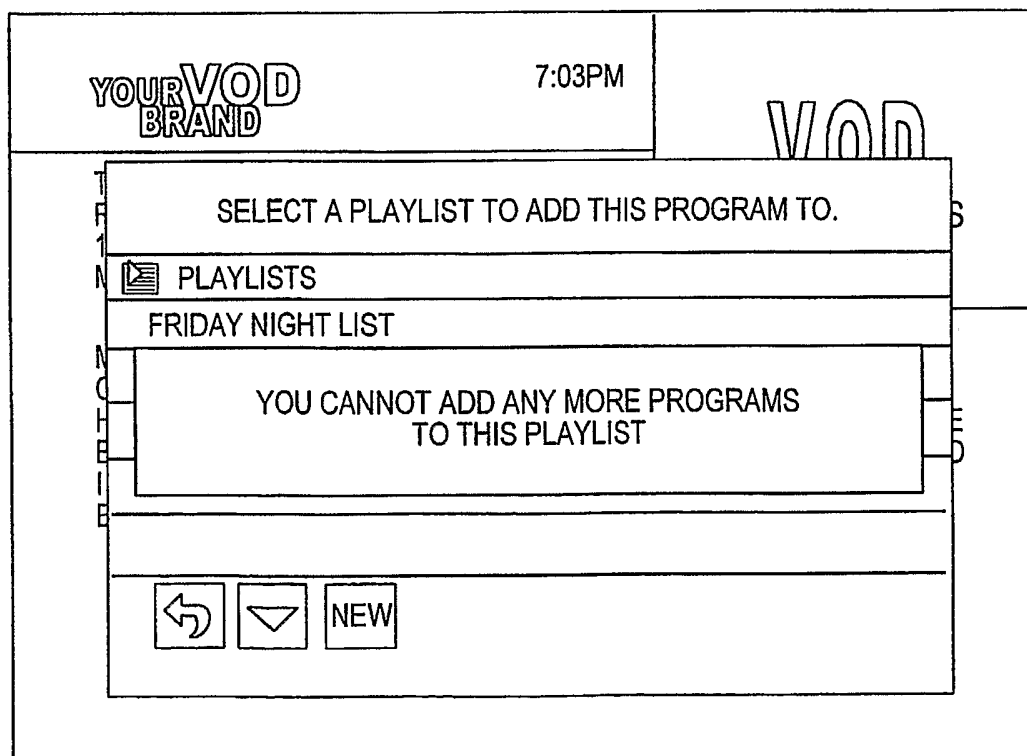 YOUR VOD
BRAND
7:03PM
VOD
SELECT A PLAYLIST TO ADD THIS PROGRAM TO.
PLAYLISTS
FRIDAY NIGHT LIST
YOU CANNOT ADD ANY MORE PROGRAMS
TO THIS PLAYLIST
NEW